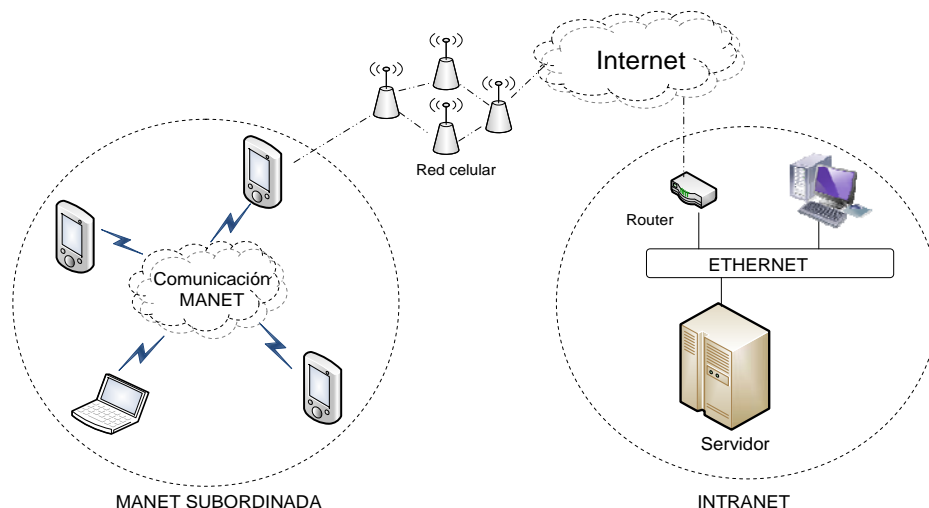 Internet
Red celular
Router
ETHERNET
Comunicación
MANET
Servidor
MANET SUBORDINADA
INTRANET